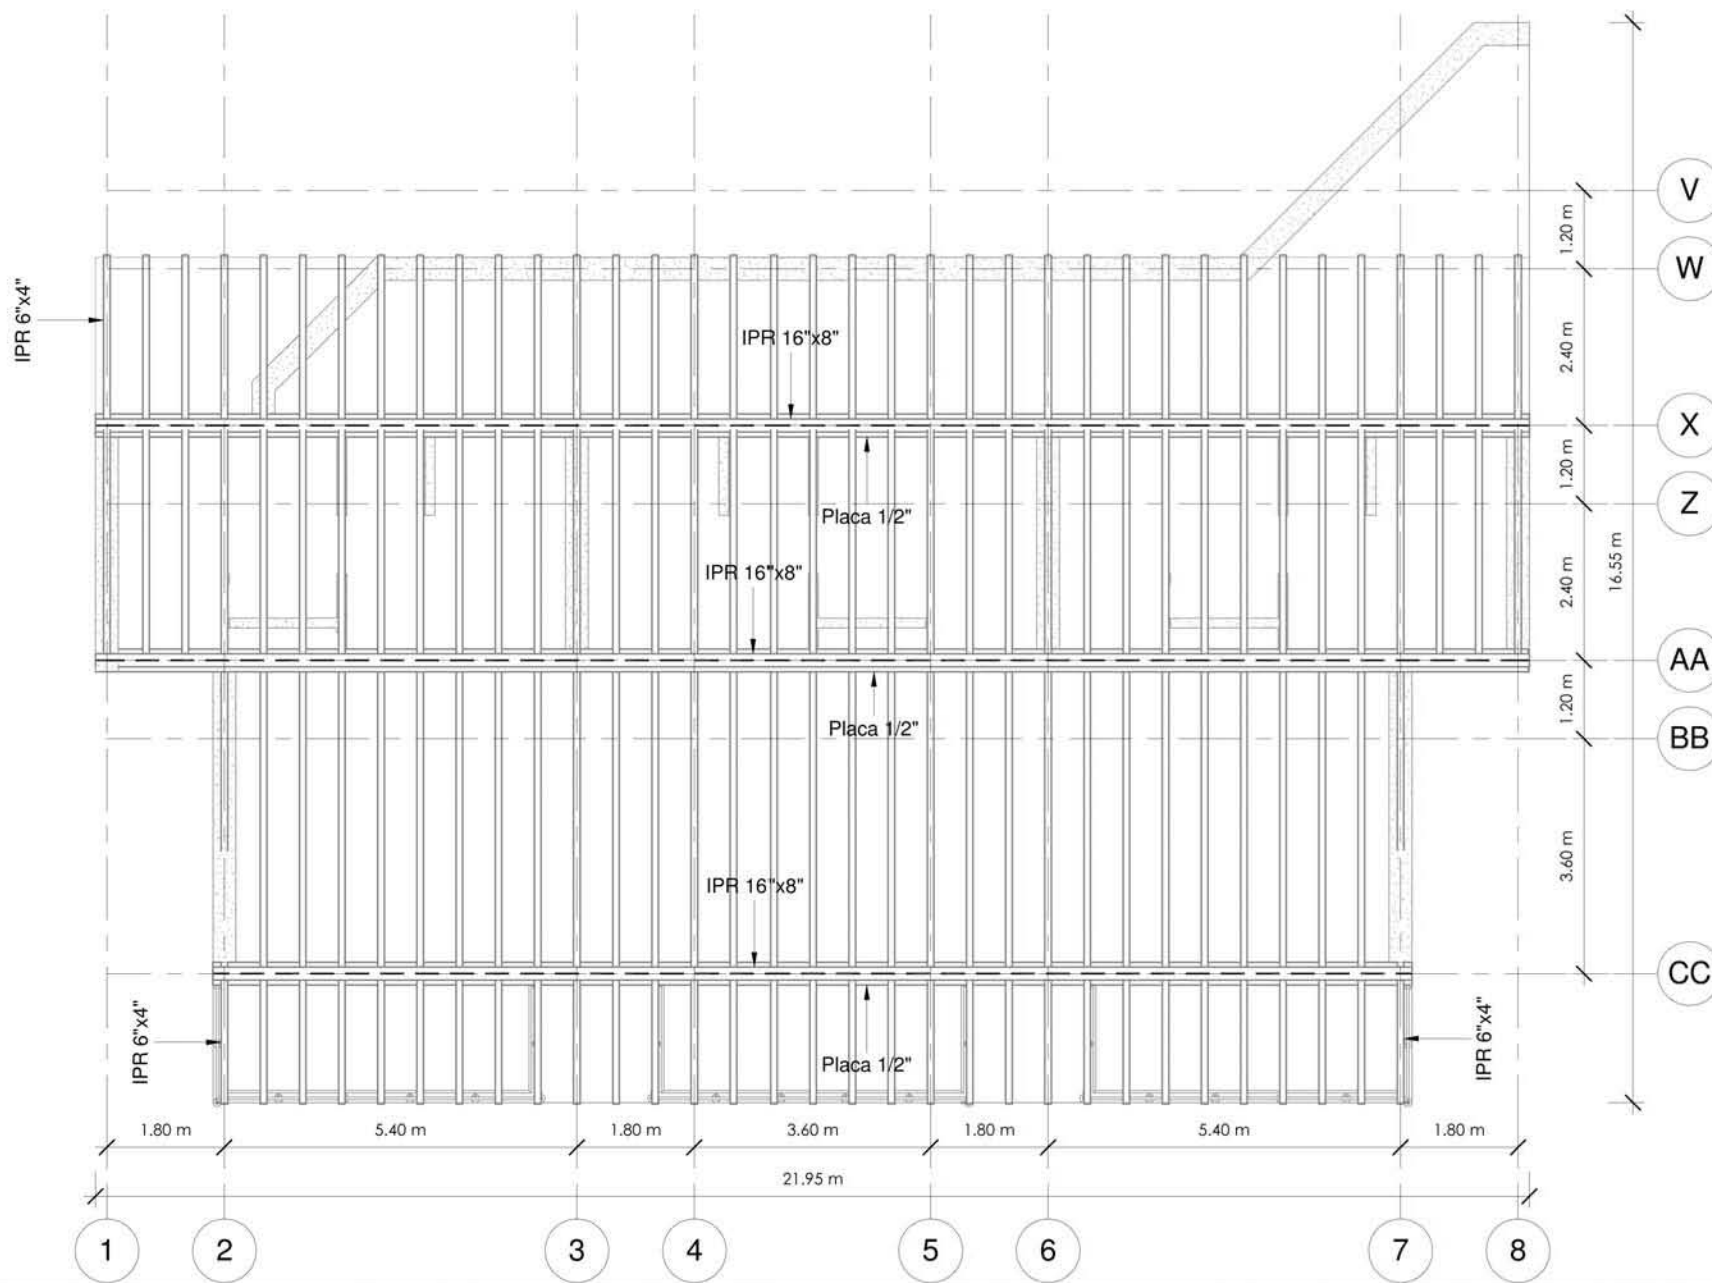 V
1.20 m
W
IPR 6"x4"
IPR 16"x8"
2.40 m
X
1.20 m
Z
Placa 1/2"
16.55 m
IPR 16"x8"
2.40 m
AA
1.20 m
Placa 1/2"
BB
3.60 m
IPR 16"x8"
CC
IPR 6"x4"
Placa 1/2"
IPR 6"x4"
1.80 m 5.40 m 1.80 m 3.60 m 1.80 m 5.40 m 1.80 m
21.95 m
1 2 3 4 5 6 7 8